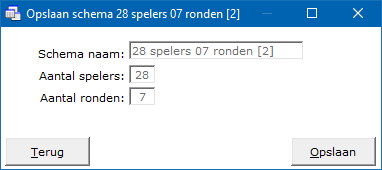 Opslaan schema 28 spelers 07 ronden [2]
Schema naam: 28 spelers 07 ronden [2]
Aantal spelers: 28
Aantal ronden: 7
Terug Opslaan